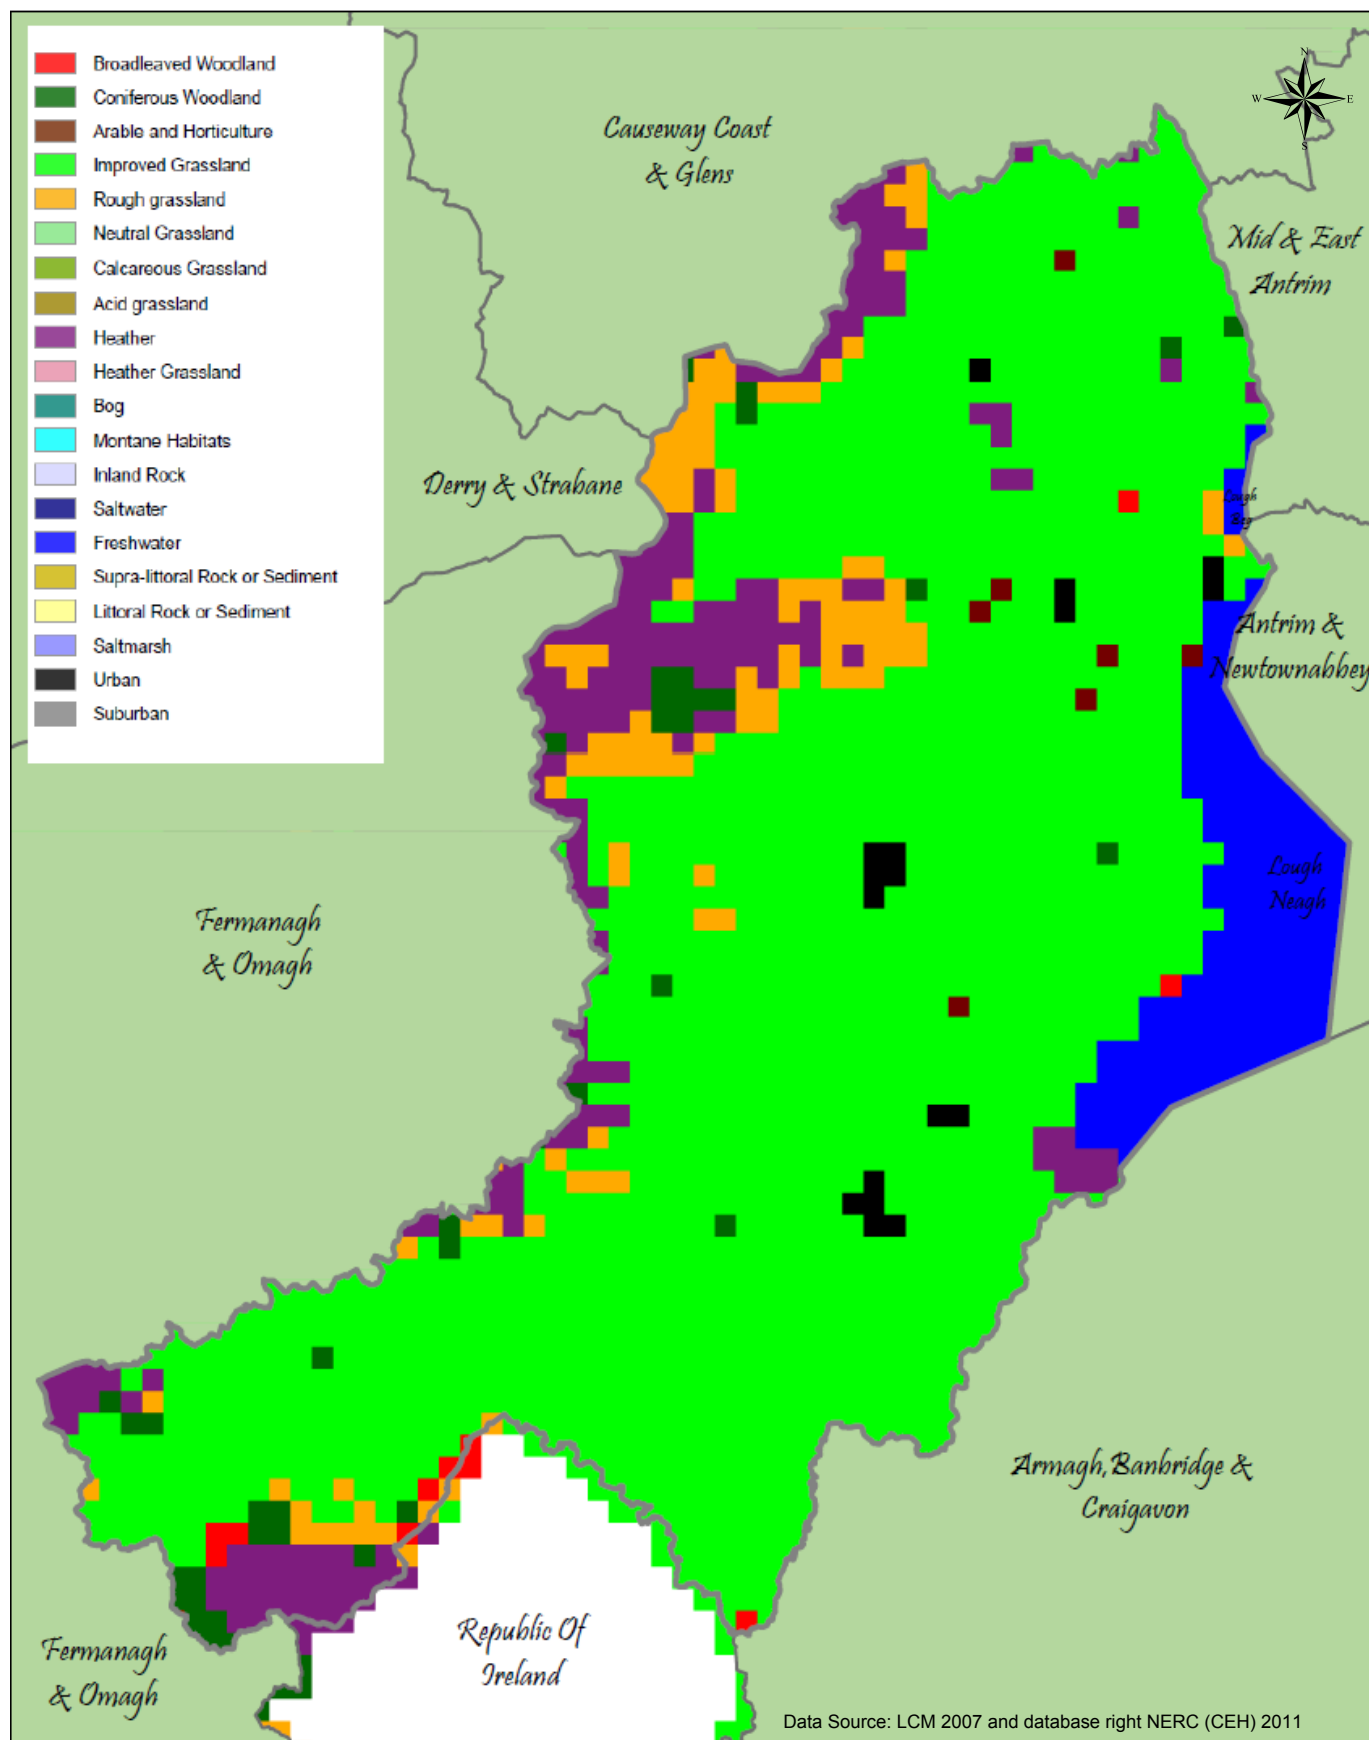 Broadleaved Woodland
Coniferous Woodland
Arable and Horticulture
Improved Grassland
Rough grassland
Neutral Grassland
Calcareous Grassland
Acid grassland
Heather
Heather Grassland
Bog
Montane Habitats
Inland Rock
Saltwater
Freshwater
Supra-littoral Rock or Sediment
Littoral Rock or Sediment
Saltmarsh
Urban
Suburban
N
W
E
S
Causeway Coast
& Glens
Mid & East
Antrim
Derry & Strabane
Lough
Beg
Antrim &
Newtownabbey
Lough
Neagh
Fermanagh
& Omagh
Armagh, Banbridge &
Craigavon
Republic Of
Ireland
Fermanagh
& Omagh
Data Source: LCM 2007 and database right NERC (CEH) 2011